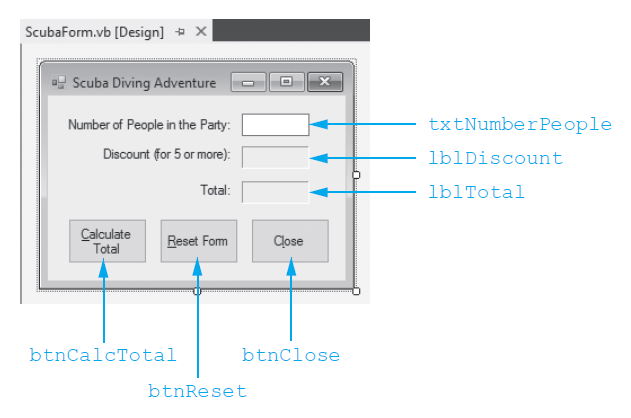 ScubaForm.vb [Design]
Scuba Diving Adventure
Number of People in the Party:
txtNumberPeople
Discount (for 5 or more):
lblDiscount
Total:
lblTotal
Calculate
Total
Reset Form
Close
btnCalcTotal
btnClose
btnReset